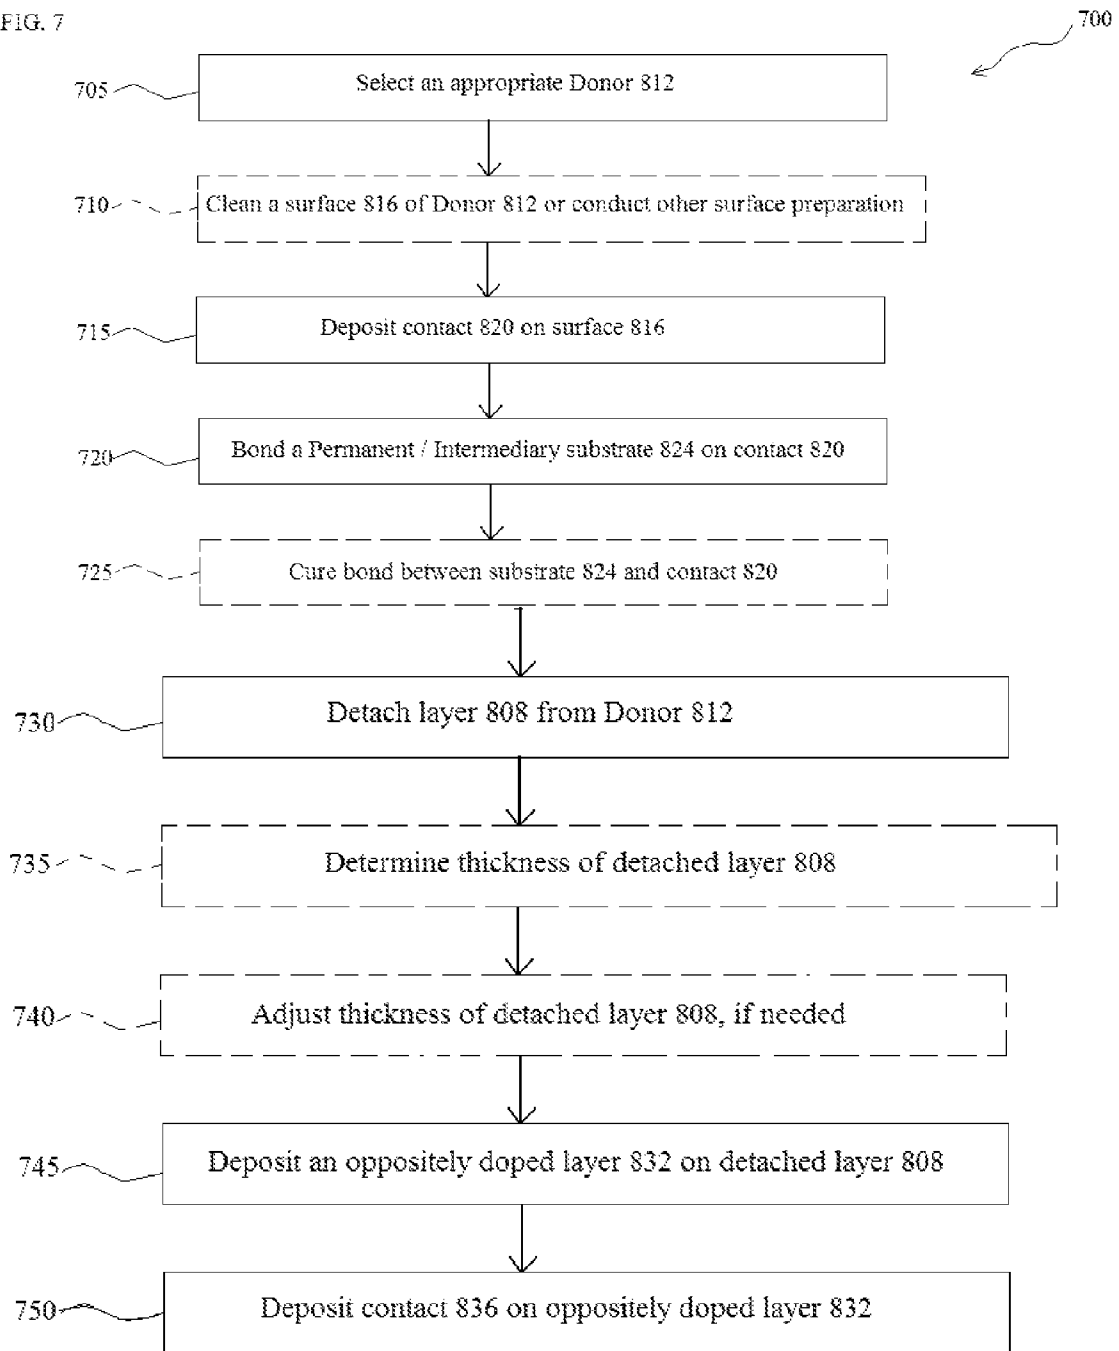 FIG. 7
700
705
Select an appropriate Donor 812
710
Clean a surface 816 of Donor 812 or conduct other surface preparation
715
Deposit contact 820 on surface 816
720
Bond a Permanent / Intermediary substrate 824 on contact 820
725
Cure bond between substrate 824 and contact 820
730
Detach layer 808 from Donor 812
735
Determine thickness of detached layer 808
740
Adjust thickness of detached layer 808, if needed
745
Deposit an oppositely doped layer 832 on detached layer 808
750
Deposit contact 836 on oppositely doped layer 832